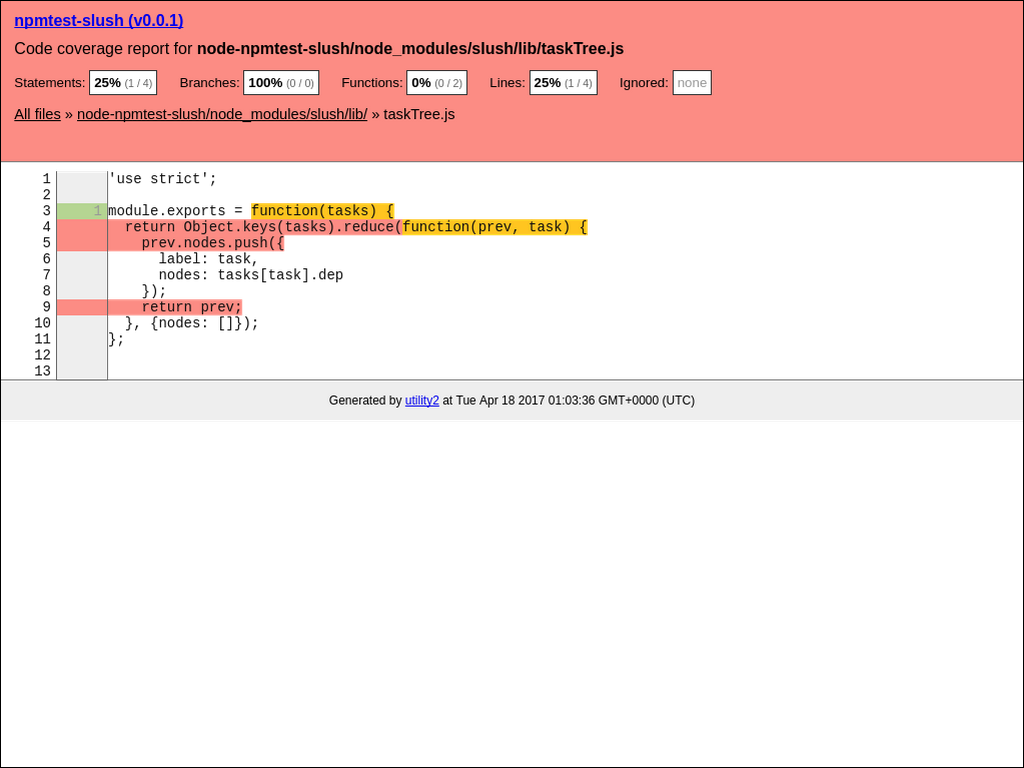 npmtest-slush (v0.0.1)
Code coverage report for node-npmtest-slush/node_modules/slush/lib/taskTree.js
Statements: 25% (1 / 4) Branches: 100% (0 / 0) Functions: 0% (0 / 2) Lines: 25% (1 / 4) Ignored: none
All files » node-npmtest-slush/node_modules/slush/lib/ » taskTree.js
1 'use strict';
2
3 1 module.exports = function(tasks) {
4 return Object.keys(tasks).reduce(function(prev, task) {
5 prev.nodes.push({
6 label: task,
7 nodes: tasks[task].dep
8 });
9 return prev;
10 }, {nodes: []});
11 };
12
13
Generated by utility2 at Tue Apr 18 2017 01:03:36 GMT+0000 (UTC)